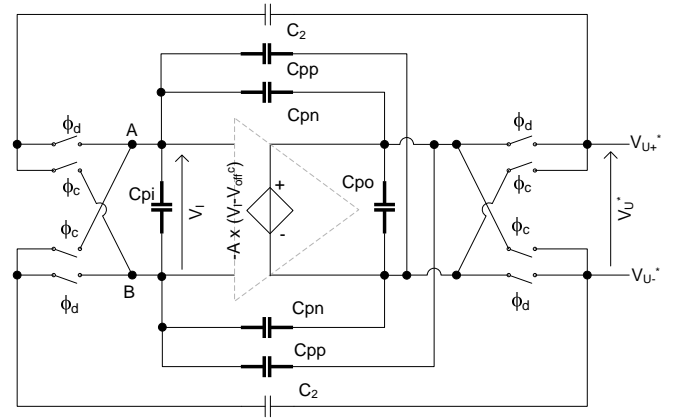 C2
Cpp
Cpn
ϕd
A
ϕd
VU+*
ϕc
ϕc
Cpi
VI
-A x (VI-Voffc)
+
-
Cpo
VU*
ϕc
ϕc
B
VU-*
ϕd
ϕd
Cpn
Cpp
C2